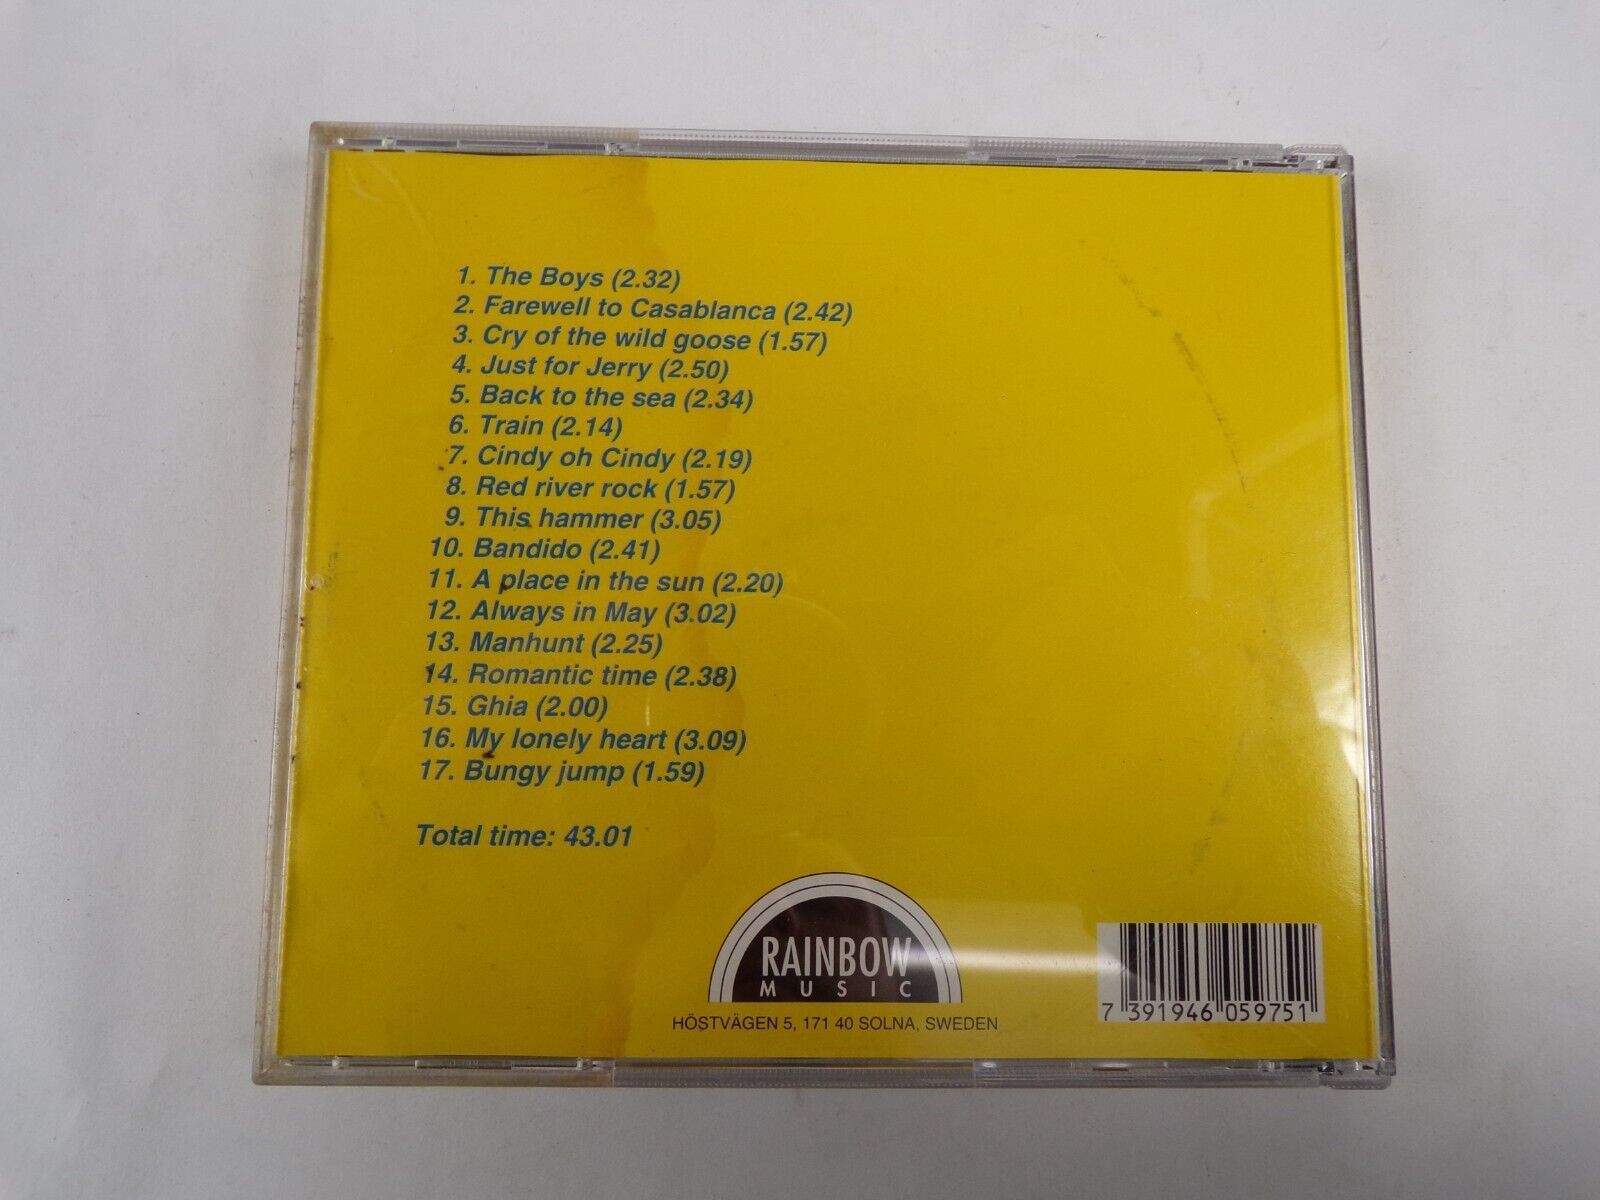 1. The Boys (2.32)
2. Farewell to Casablanca (2.42)
3. Cry of the wild goose (1.57)
4. Just for Jerry (2.50)
5. Back to the sea (2.34)
6. Train (2.14)
7. Cindy oh Cindy (2.19)
8. Red river rock (1.57)
9. This hammer (3.05)
10. Bandido (2.41)
11. A place in the sun (2.20)
12. Always in May (3.02)
13. Manhunt (2.25)
14. Romantic time (2.38)
15. Ghia (2.00)
16. My lonely heart (3.09)
17. Bungy jump (1.59)
Total time: 43.01
RAINBOW
MUSIC
HÖSTVÄGEN 5, 171 40 SOLNA, SWEDEN
7 391946 059751